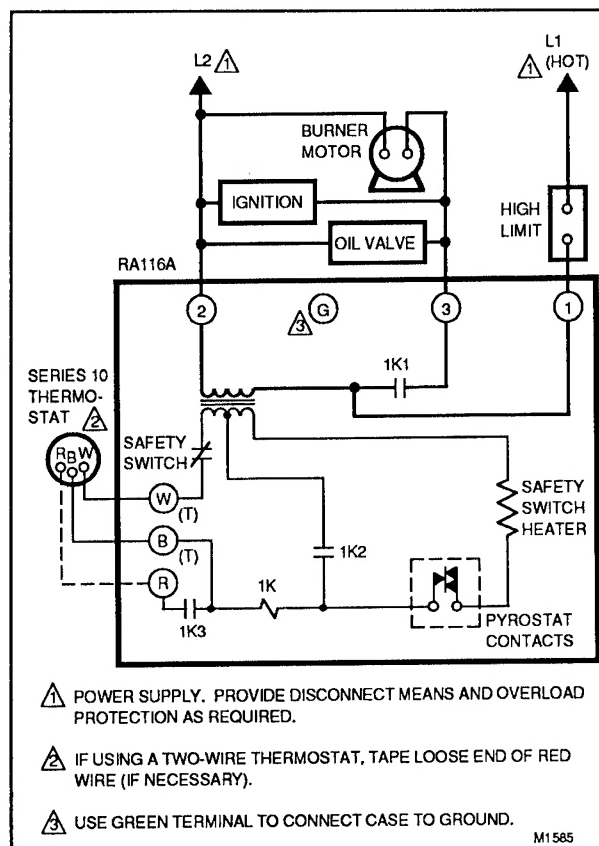 L2 1
L1
(HOT)
1
BURNER
MOTOR
IGNITION
HIGH
LIMIT
OIL VALVE
RA116A
2
3 G
3
1
1K1
SERIES 10
THERMO-
STAT 2
R B W
SAFETY
SWITCH
W
(T)
B
(T)
R
1K3
1K
1K2
SAFETY
SWITCH
HEATER
PYROSTAT
CONTACTS
1 POWER SUPPLY. PROVIDE DISCONNECT MEANS AND OVERLOAD
PROTECTION AS REQUIRED.
2 IF USING A TWO-WIRE THERMOSTAT, TAPE LOOSE END OF RED
WIRE (IF NECESSARY).
3 USE GREEN TERMINAL TO CONNECT CASE TO GROUND.
M1585